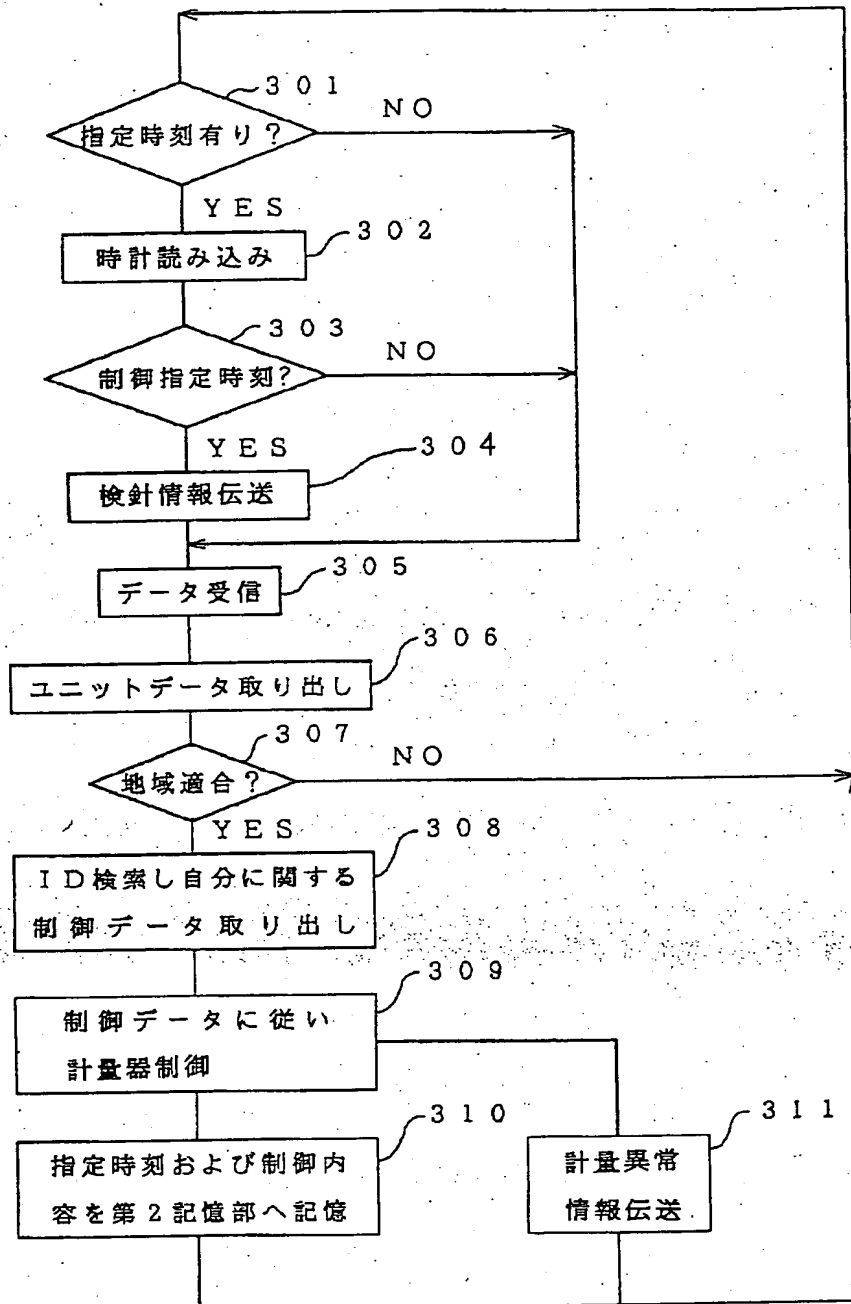 301
指定時刻有り?
NO
YES
302
時計読み込み
303
制御指定時刻?
NO
YES
304
検針情報伝送
305
データ受信
306
ユニットデータ取り出し
307
地域適合?
NO
YES
308
ID検索し自分に関する
制御データ取り出し
309
制御データに従い
計量器制御
310
指定時刻および制御内
容を第2記憶部へ記憶
311
計量異常
情報伝送